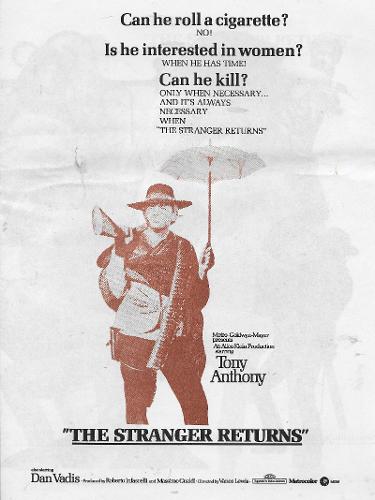 Can he roll a cigarette?
NO!
Is he interested in women?
WHEN HE HAS TIME!
Can he kill?
ONLY WHEN NECESSARY...
AND IT'S ALWAYS
NECESSARY
WHEN
"THE STRANGER RETURNS"
Metro-Goldwyn-Mayer
presents
An Allen Klein Production
starring
Tony
Anthony
"THE STRANGER RETURNS"
also starring
Dan Vadis · Produced by Roberto Infascelli and Massimo Gualdi · Directed by Vance Lewis · Metrocolor MGM